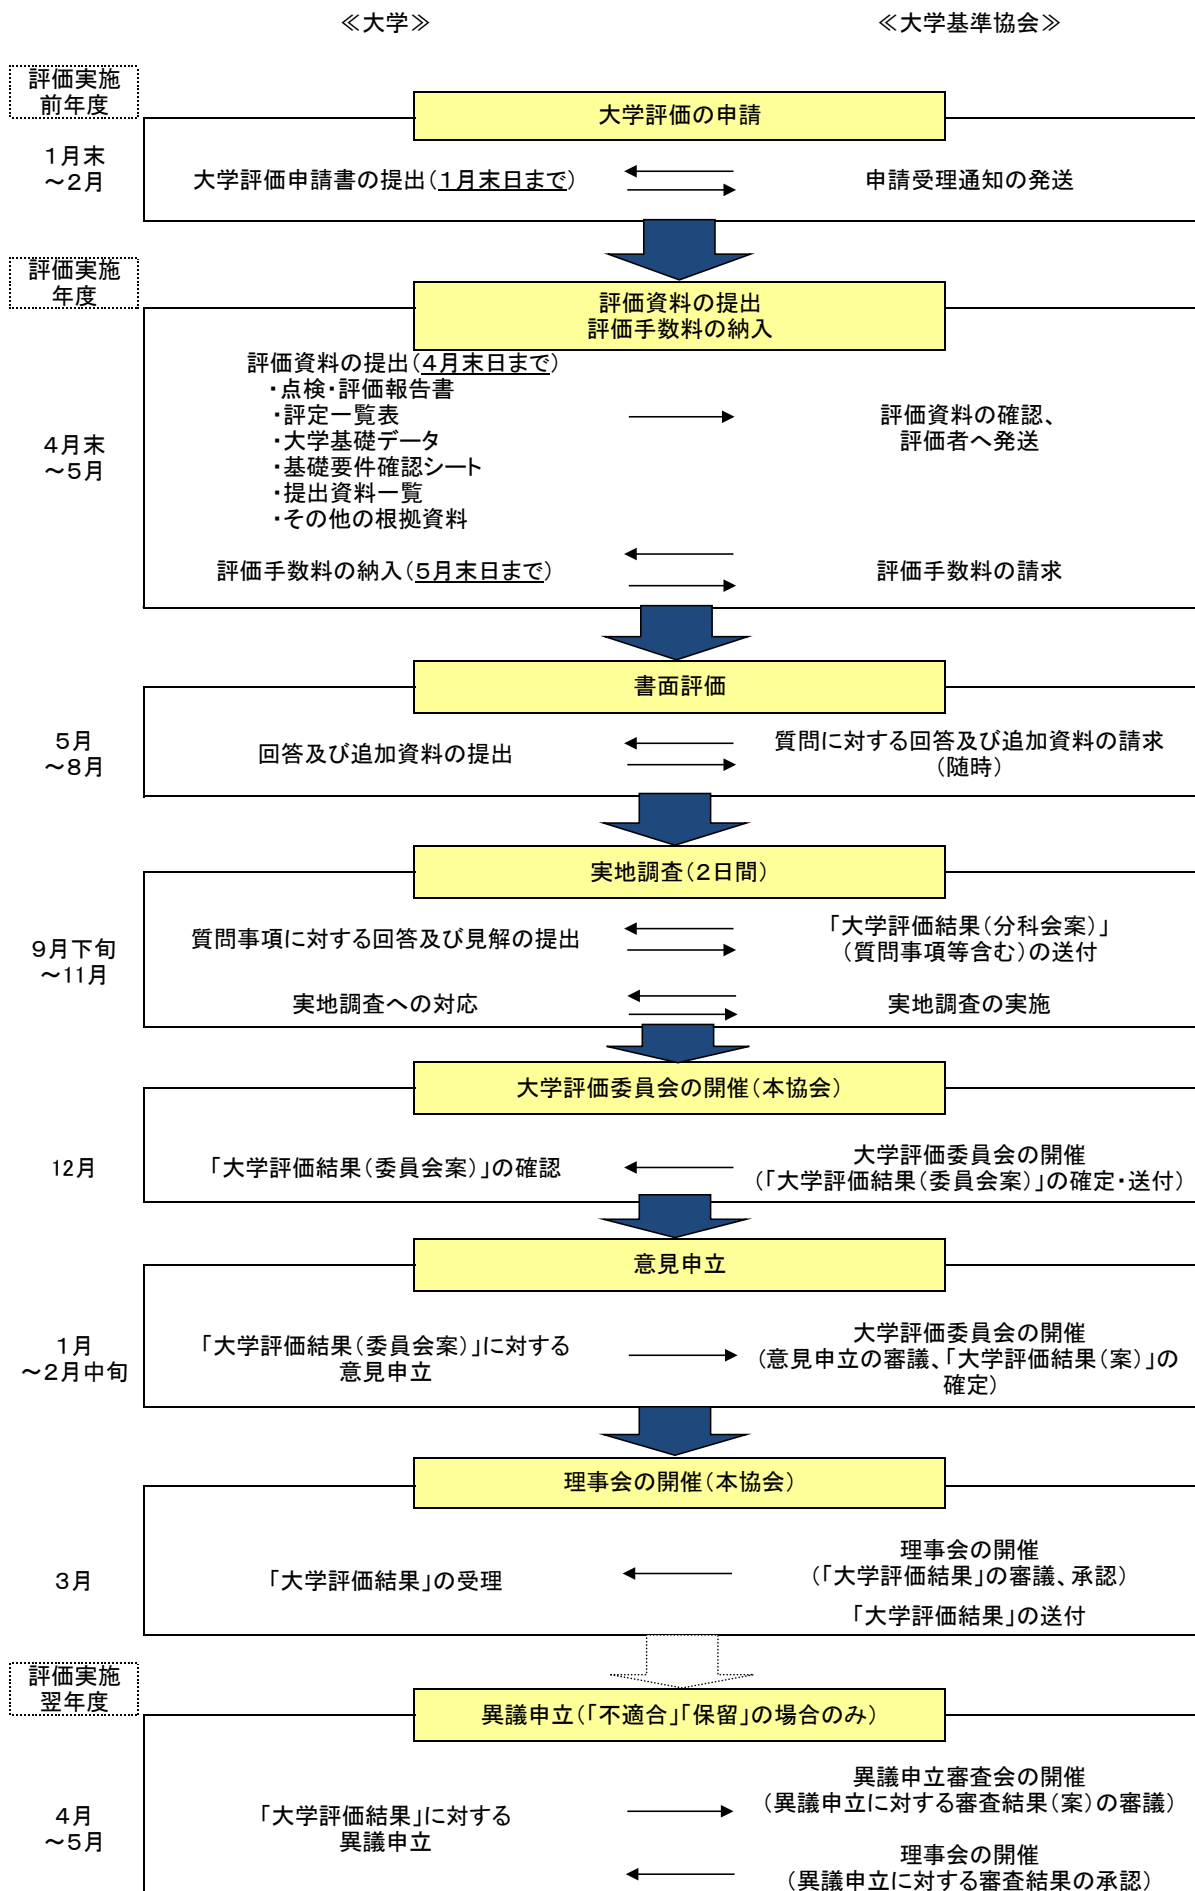 ≪大学≫
≪大学基準協会≫
評価実施
前年度
大学評価の申請
１月末
～２月
大学評価申請書の提出（１月末日まで）
申請受理通知の発送
評価実施
年度
評価資料の提出
評価手数料の納入
４月末
～５月
評価資料の提出（４月末日まで）
・点検・評価報告書
・評定一覧表
・大学基礎データ
・基礎要件確認シート
・提出資料一覧
・その他の根拠資料
評価資料の確認、
評価者へ発送
評価手数料の納入（５月末日まで）
評価手数料の請求
書面評価
５月
～８月
回答及び追加資料の提出
質問に対する回答及び追加資料の請求
（随時）
実地調査（２日間）
９月下旬
～11月
質問事項に対する回答及び見解の提出
「大学評価結果（分科会案）」
（質問事項等含む）の送付
実地調査への対応
実地調査の実施
大学評価委員会の開催（本協会）
12月
「大学評価結果（委員会案）」の確認
大学評価委員会の開催
（「大学評価結果（委員会案）」の確定・送付）
意見申立
１月
～２月中旬
「大学評価結果（委員会案）」に対する
意見申立
大学評価委員会の開催
（意見申立の審議、「大学評価結果（案）」の
確定）
理事会の開催（本協会）
３月
「大学評価結果」の受理
理事会の開催
（「大学評価結果」の審議、承認）
「大学評価結果」の送付
評価実施
翌年度
異議申立（「不適合」「保留」の場合のみ）
４月
～５月
「大学評価結果」に対する
異議申立
異議申立審査会の開催
（異議申立に対する審査結果（案）の審議）
理事会の開催
（異議申立に対する審査結果の承認）